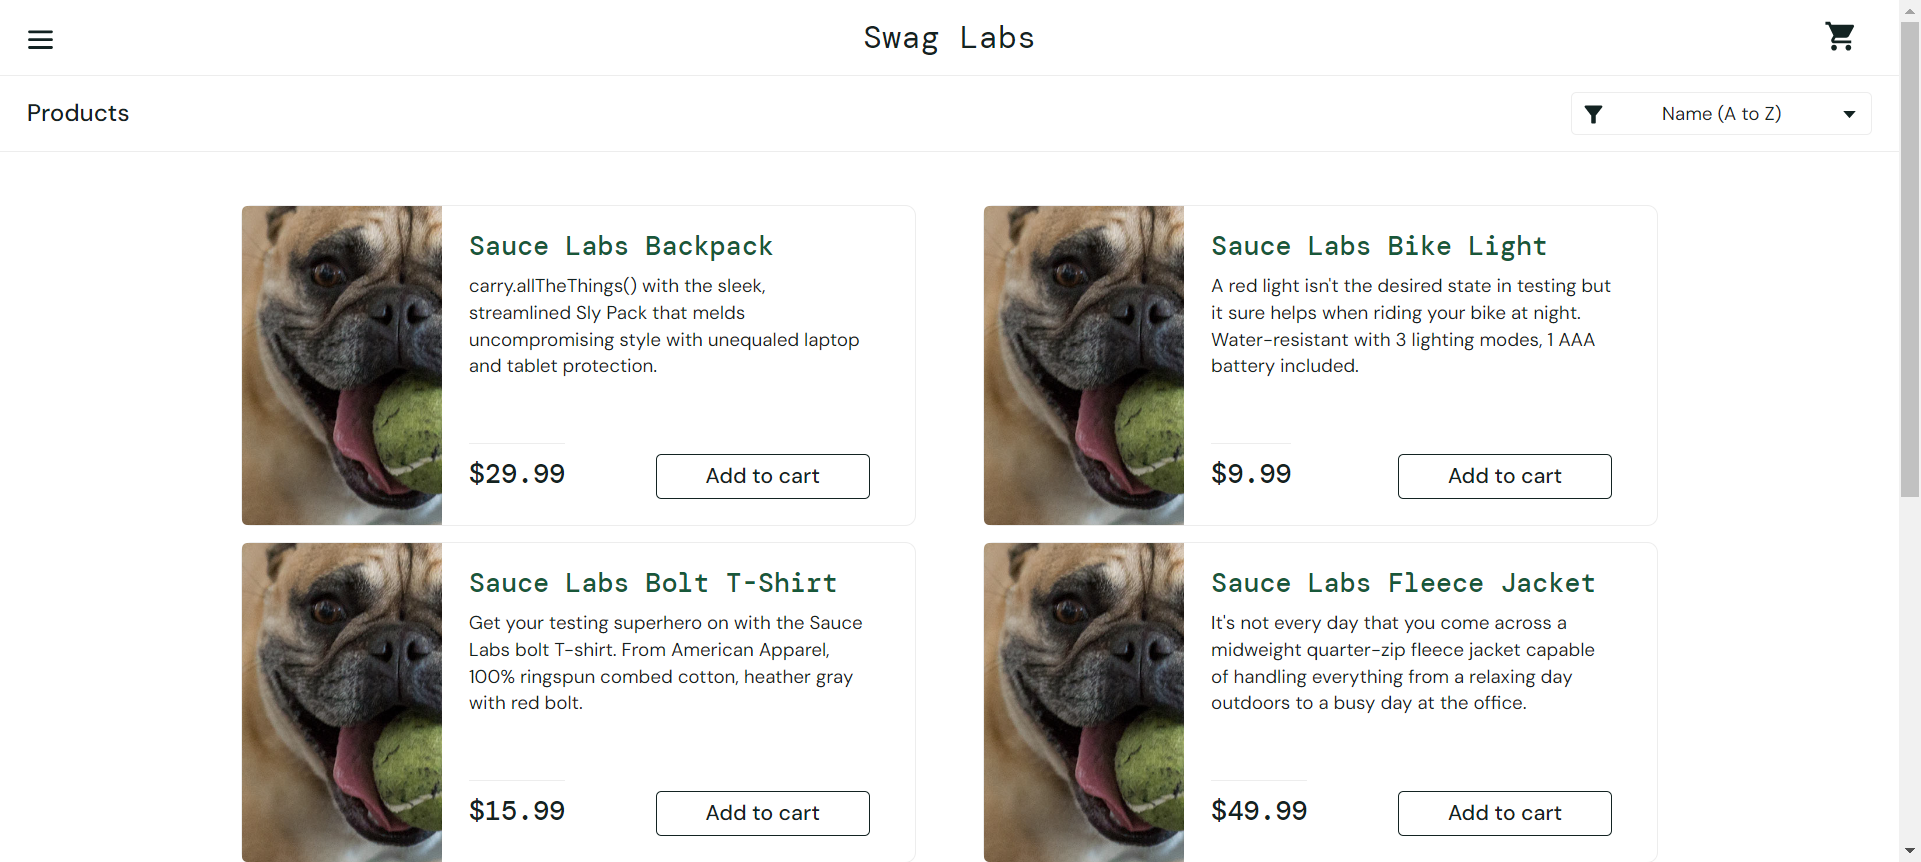 Swag Labs
Products
Name (A to Z)
Sauce Labs Backpack
carry.allTheThings() with the sleek,
streamlined Sly Pack that melds
uncompromising style with unequaled laptop
and tablet protection.
$29.99
Add to cart
Sauce Labs Bike Light
A red light isn't the desired state in testing but
it sure helps when riding your bike at night.
Water-resistant with 3 lighting modes, 1 AAA
battery included.
$9.99
Add to cart
Sauce Labs Bolt T-Shirt
Get your testing superhero on with the Sauce
Labs bolt T-shirt. From American Apparel,
100% ringspun combed cotton, heather gray
with red bolt.
$15.99
Add to cart
Sauce Labs Fleece Jacket
It's not every day that you come across a
midweight quarter-zip fleece jacket capable
of handling everything from a relaxing day
outdoors to a busy day at the office.
$49.99
Add to cart